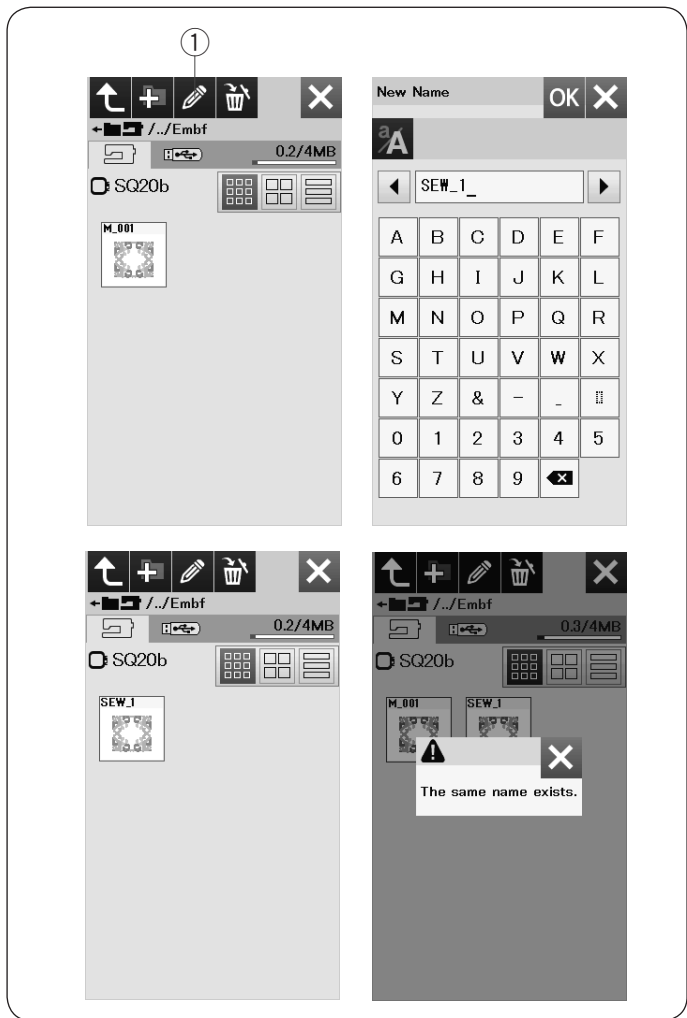 ①
←/../Embf
0.2/4MB
SQ20b
M_001
New Name
OK
aA
SEW_1_
A B C D E F
G H I J K L
M N O P Q R
S T U V W X
Y Z & - _
0 1 2 3 4 5
6 7 8 9
←/../Embf
0.2/4MB
SQ20b
SEW_1
←/../Embf
0.3/4MB
SQ20b
M_001 SEW_1
The same name exists.